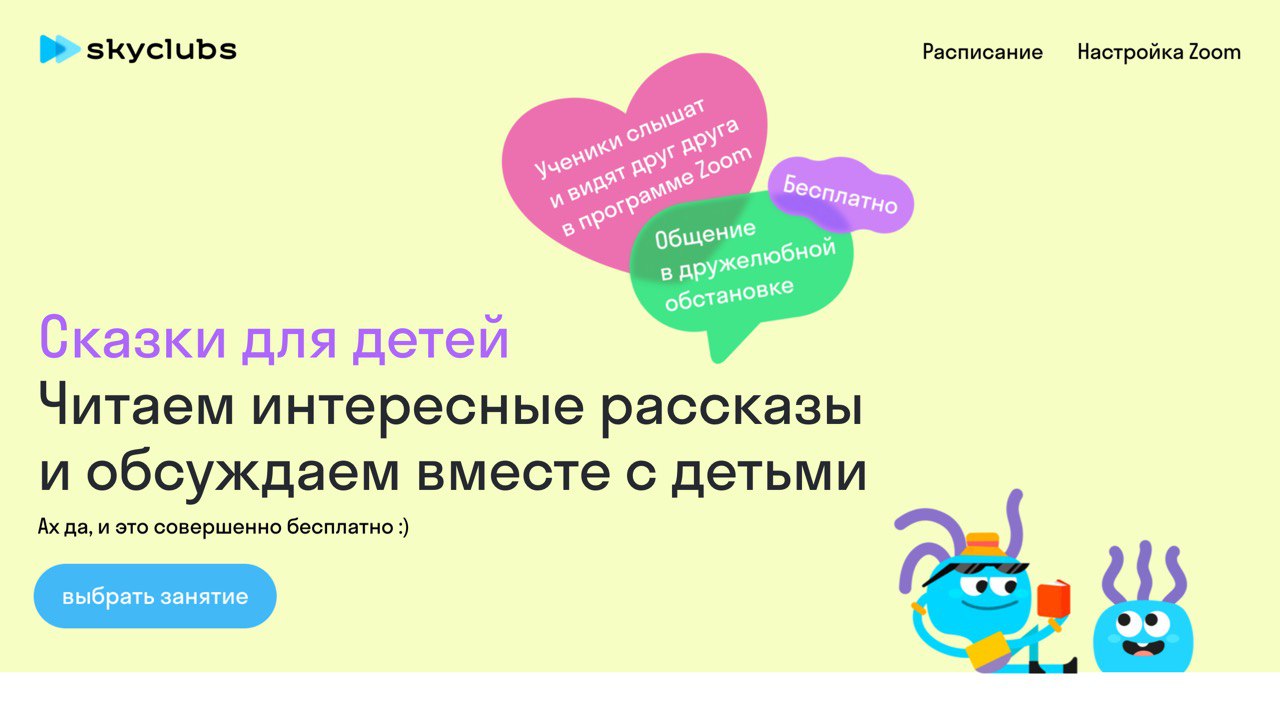 skyclubs
Расписание
Настройка Zoom
Ученики слышат
и видят друг друга
в программе Zoom
Бесплатно
Общение
в дружелюбной
обстановке
Сказки для детей
Читаем интересные рассказы
и обсуждаем вместе с детьми
Ах да, и это совершенно бесплатно :)
выбрать занятие